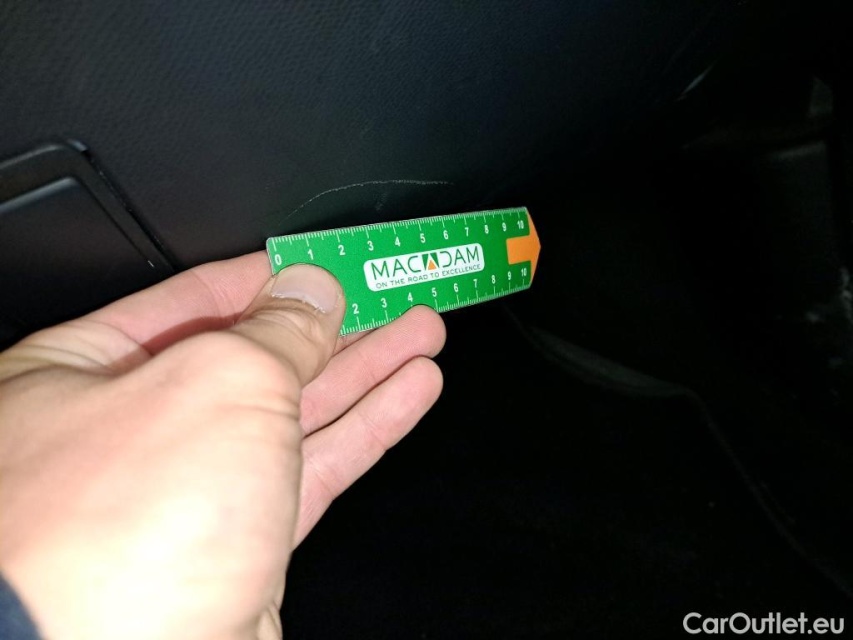 0 1 2 3 4 5 6 7 8 9 10
MACADAM
ON THE ROAD TO EXCELLENCE
2 3 4 5 6 7 8 9 10
CarOutlet.eu